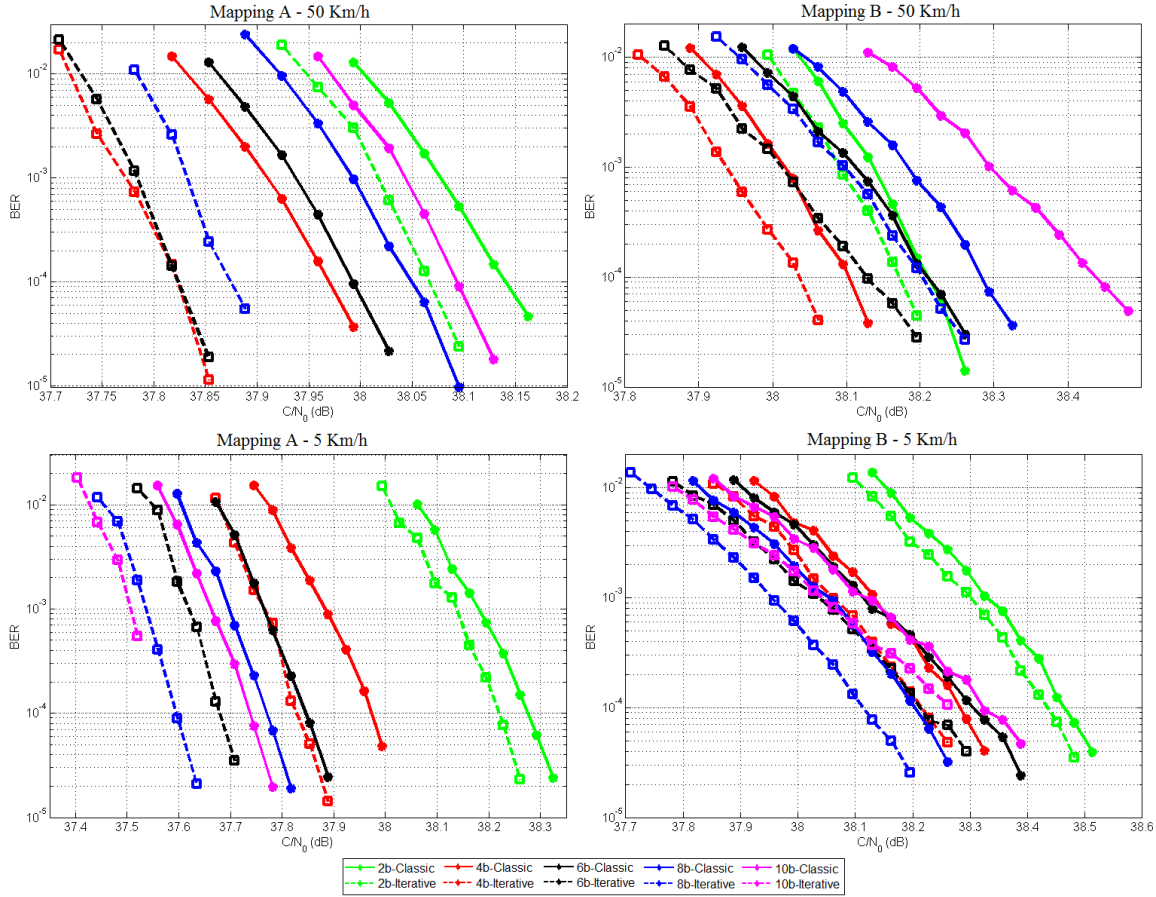 Mapping A - 50 Km/h
10^-2
10^-3
10^-4
10^-5
BER
37.7 37.75 37.8 37.85 37.9 37.95 38 38.05 38.1 38.15 38.2
C/N_0 (dB)
Mapping B - 50 Km/h
10^-2
10^-3
10^-4
10^-5
BER
37.8 37.9 38 38.1 38.2 38.3 38.4
C/N_0 (dB)
Mapping A - 5 Km/h
10^-2
10^-3
10^-4
10^-5
BER
37.4 37.5 37.6 37.7 37.8 37.9 38 38.1 38.2 38.3
C/N_0 (dB)
Mapping B - 5 Km/h
10^-2
10^-3
10^-4
10^-5
BER
37.7 37.8 37.9 38 38.1 38.2 38.3 38.4 38.5 38.6
C/N_0 (dB)
2b-Classic 4b-Classic 6b-Classic 8b-Classic 10b-Classic
2b-Iterative 4b-Iterative 6b-Iterative 8b-Iterative 10b-Iterative